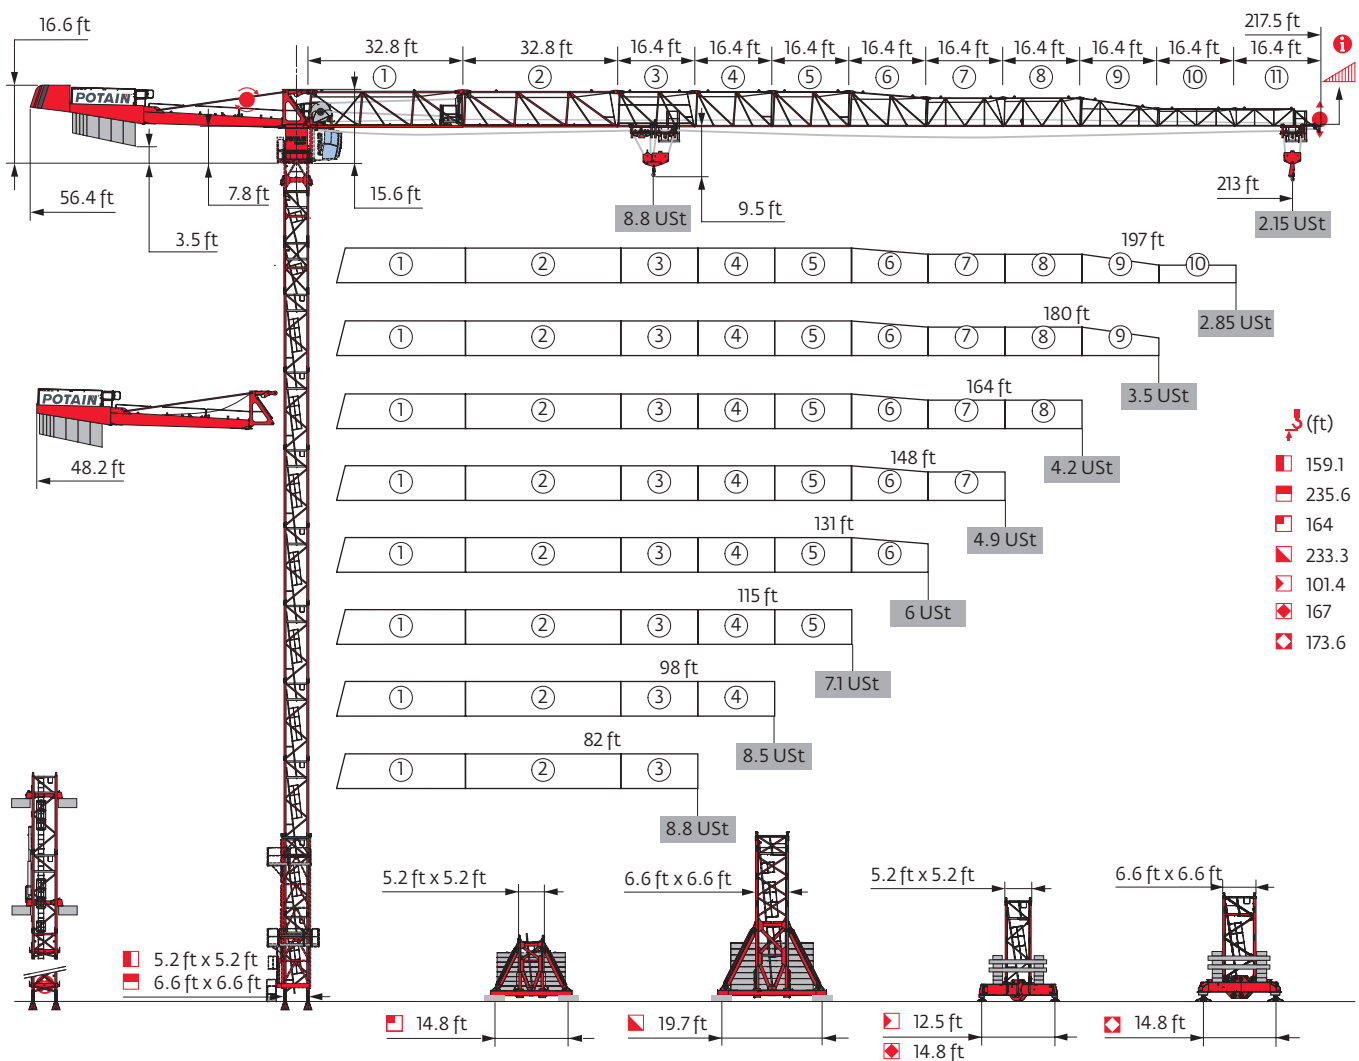 16.6 ft
217.5 ft
32.8 ft 32.8 ft 16.4 ft 16.4 ft 16.4 ft 16.4 ft 16.4 ft 16.4 ft 16.4 ft 16.4 ft 16.4 ft
i
1 2 3 4 5 6 7 8 9 10 11
POTAIN
56.4 ft
3.5 ft
7.8 ft
15.6 ft
8.8 USt
9.5 ft
213 ft
2.15 USt
197 ft
1 2 3 4 5 6 7 8 9 10
2.85 USt
180 ft
1 2 3 4 5 6 7 8 9
3.5 USt
164 ft
1 2 3 4 5 6 7 8
4.2 USt
148 ft
1 2 3 4 5 6 7
4.9 USt
131 ft
1 2 3 4 5 6
6 USt
115 ft
1 2 3 4 5
7.1 USt
98 ft
1 2 3 4
8.5 USt
82 ft
1 2 3
8.8 USt
POTAIN
48.2 ft
(ft)
159.1
235.6
164
233.3
101.4
167
173.6
5.2 ft x 5.2 ft
6.6 ft x 6.6 ft
5.2 ft x 5.2 ft
14.8 ft
6.6 ft x 6.6 ft
19.7 ft
5.2 ft x 5.2 ft
12.5 ft
14.8 ft
6.6 ft x 6.6 ft
14.8 ft